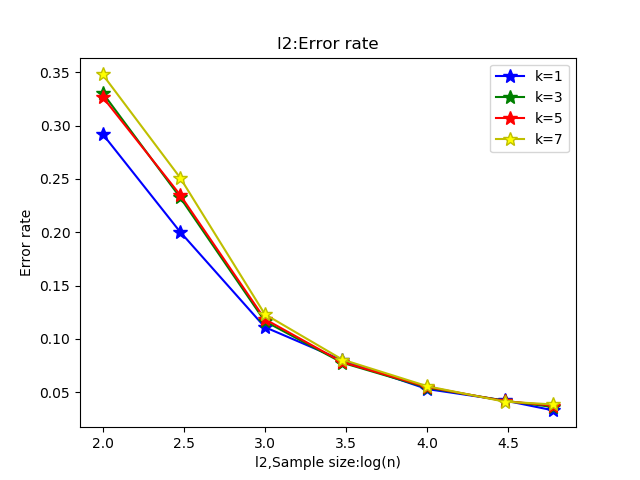 l2:Error rate
k=1
k=3
k=5
k=7
0.35
0.30
0.25
0.20
0.15
0.10
0.05
Error rate
2.0 2.5 3.0 3.5 4.0 4.5
l2,Sample size:log(n)